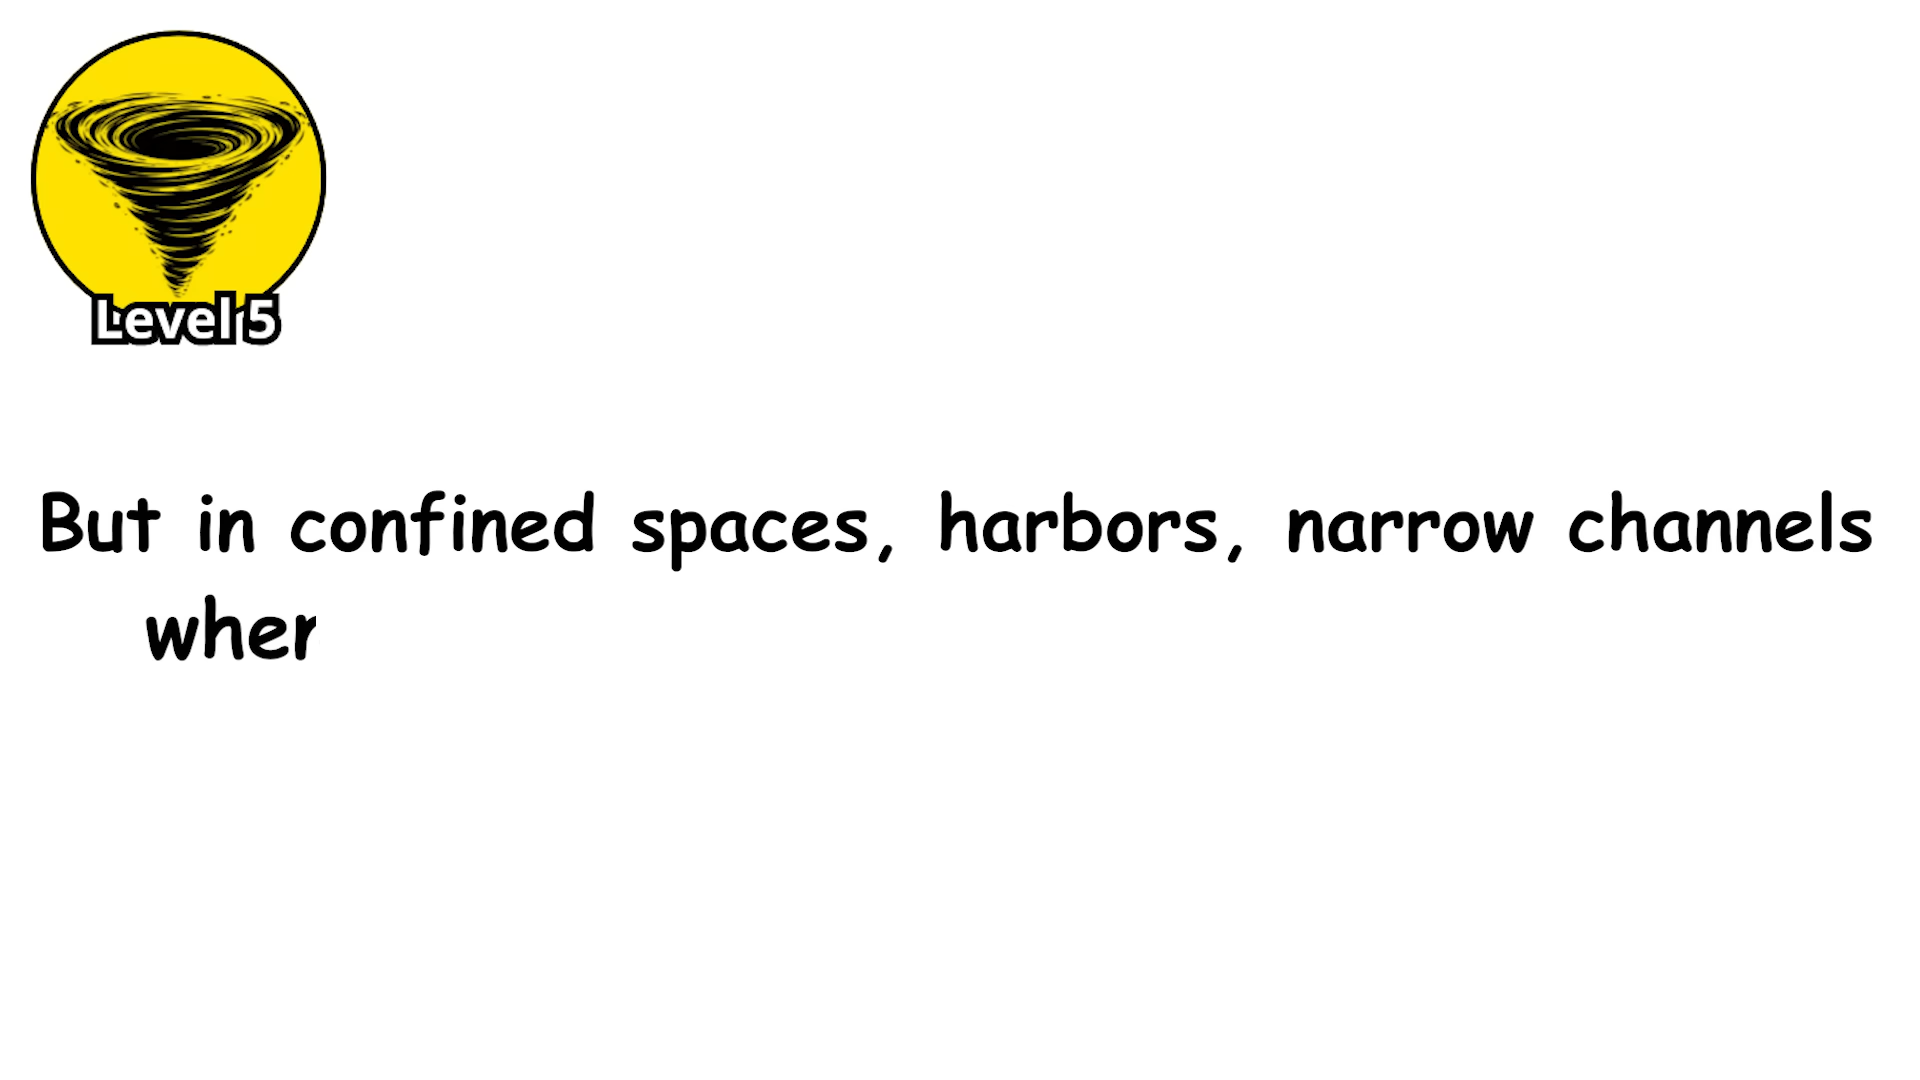 Level 5
But in confined spaces, harbors, narrow channels
wher